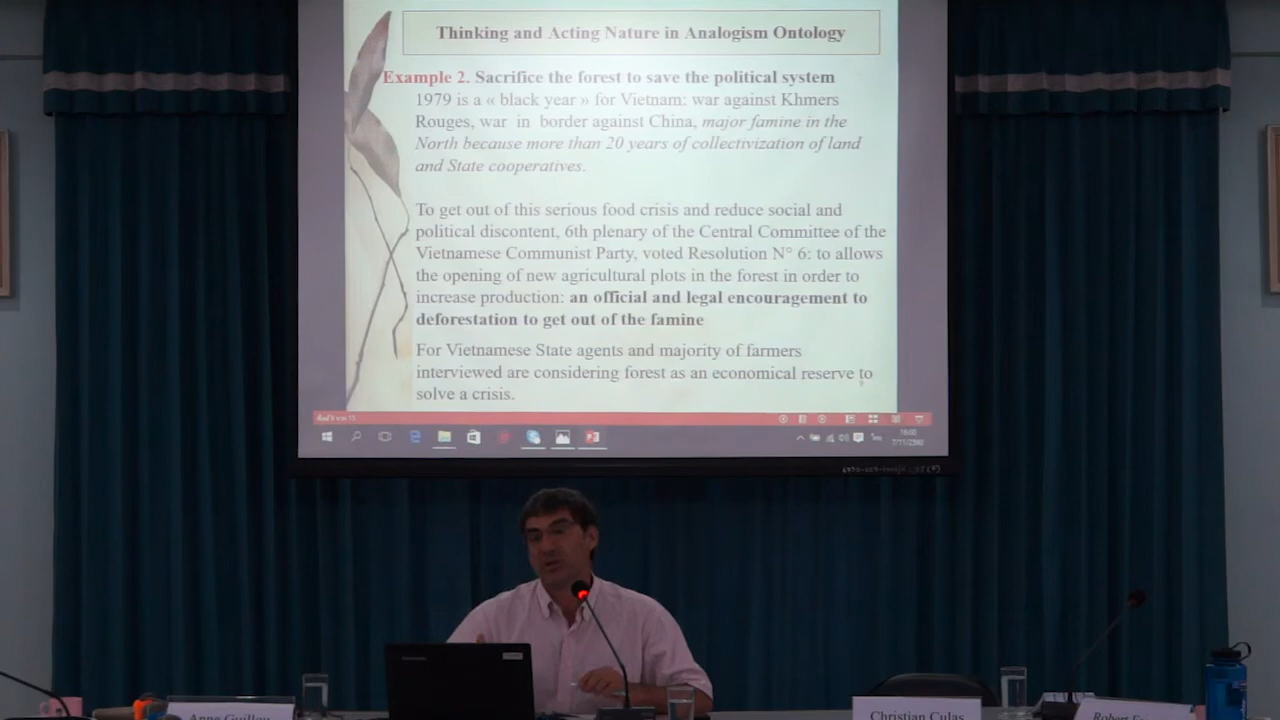 Thinking and Acting Nature in Analogism Ontology
Example 2. Sacrifice the forest to save the political system
1979 is a « black year » for Vietnam: war against Khmers
Rouges, war in border against China, major famine in the
North because more than 20 years of collectivization of land
and State cooperatives.
To get out of this serious food crisis and reduce social and
political discontent, 6th plenary of the Central Committee of the
Vietnamese Communist Party, voted Resolution N° 6: to allows
the opening of new agricultural plots in the forest in order to
increase production: an official and legal encouragement to
deforestation to get out of the famine
For Vietnamese State agents and majority of farmers
interviewed are considering forest as an economical reserve to
solve a crisis.
9
Anne Guillou
Christian Culas
Robert